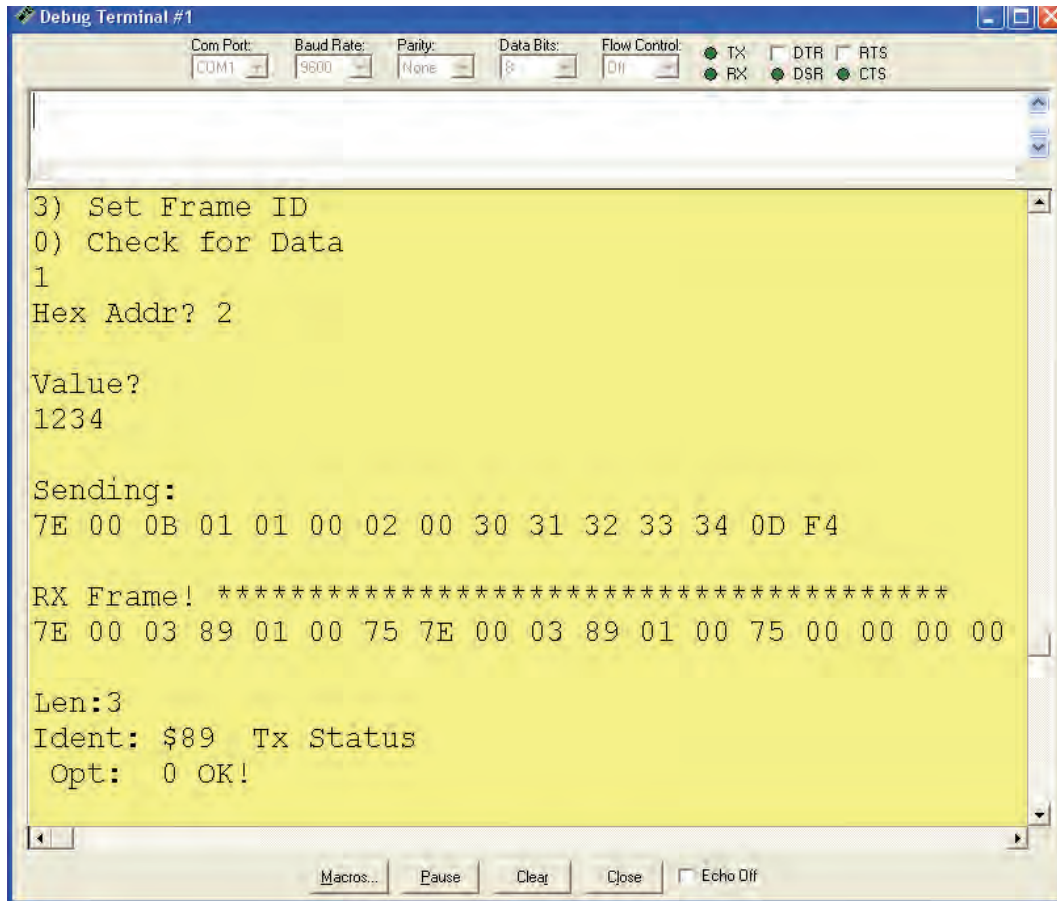 Debug Terminal #1
Com Port: Baud Rate: Parity: Data Bits: Flow Control:
COM1 9600 None 8 Off
TX DTR RTS
RX DSR CTS
3) Set Frame ID
0) Check for Data
1
Hex Addr? 2
Value?
1234
Sending:
7E 00 0B 01 01 00 02 00 30 31 32 33 34 0D F4
RX Frame! ****************************************
7E 00 03 89 01 00 75 7E 00 03 89 01 00 75 00 00 00 00
Len:3
Ident: $89 Tx Status
Opt: 0 OK!
Macros... Pause Clear Close Echo Off